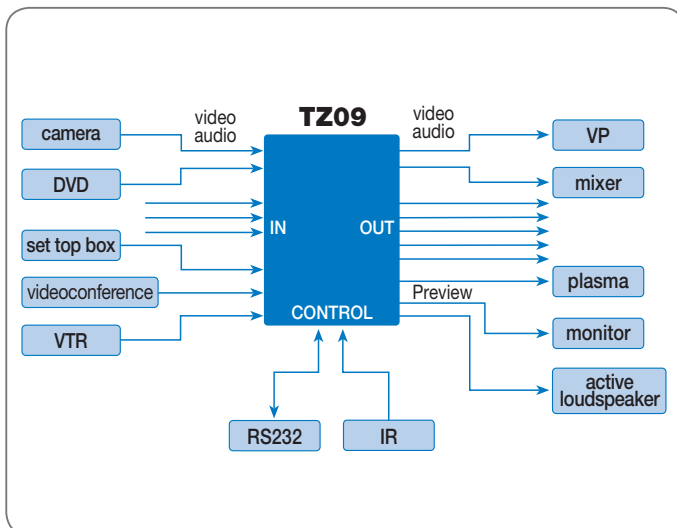 TZ09
video
audio
video
audio
camera
DVD
set top box
videoconference
VTR
IN
OUT
CONTROL
VP
mixer
plasma
Preview
monitor
active
loudspeaker
RS232
IR